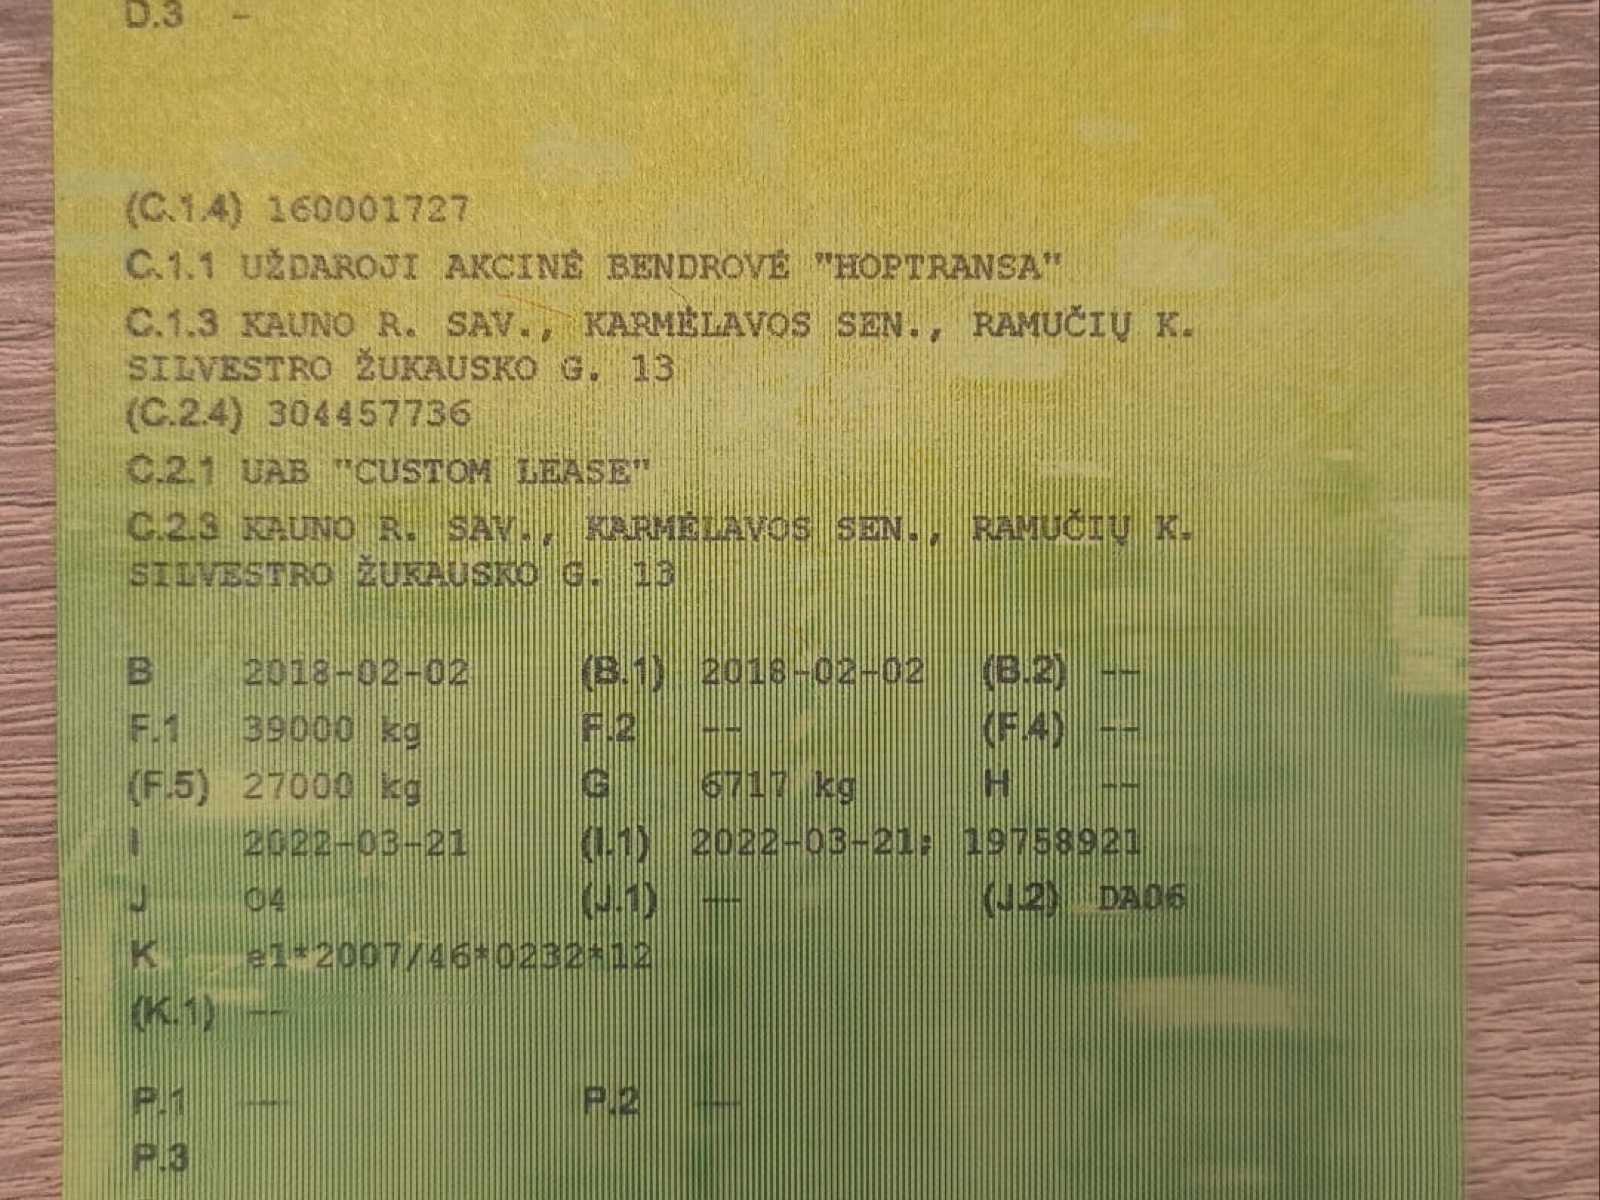 D.3 -
(C.1.4) 160001727
C.1.1 UŽDAROJI AKCINĖ BENDROVĖ "HOPTRANSA"
C.1.3 KAUNO R. SAV., KARMĖLAVOS SEN., RAMUČIŲ K.
SILVESTRO ŽUKAUSKO G. 13
(C.2.4) 304457736
C.2.1 UAB "CUSTOM LEASE"
C.2.3 KAUNO R. SAV., KARMĖLAVOS SEN., RAMUČIŲ K.
SILVESTRO ŽUKAUSKO G. 13
B 2018-02-02 (B.1) 2018-02-02 (B.2) --
F.1 39000 kg F.2 -- (F.4) --
(F.5) 27000 kg G 6717 kg H --
I 2022-03-21 (I.1) 2022-03-21; 19758921
J O4 (J.1) -- (J.2) DA06
K e1*2007/46*0232*12
(K.1) --
P.1 -- P.2 --
P.3